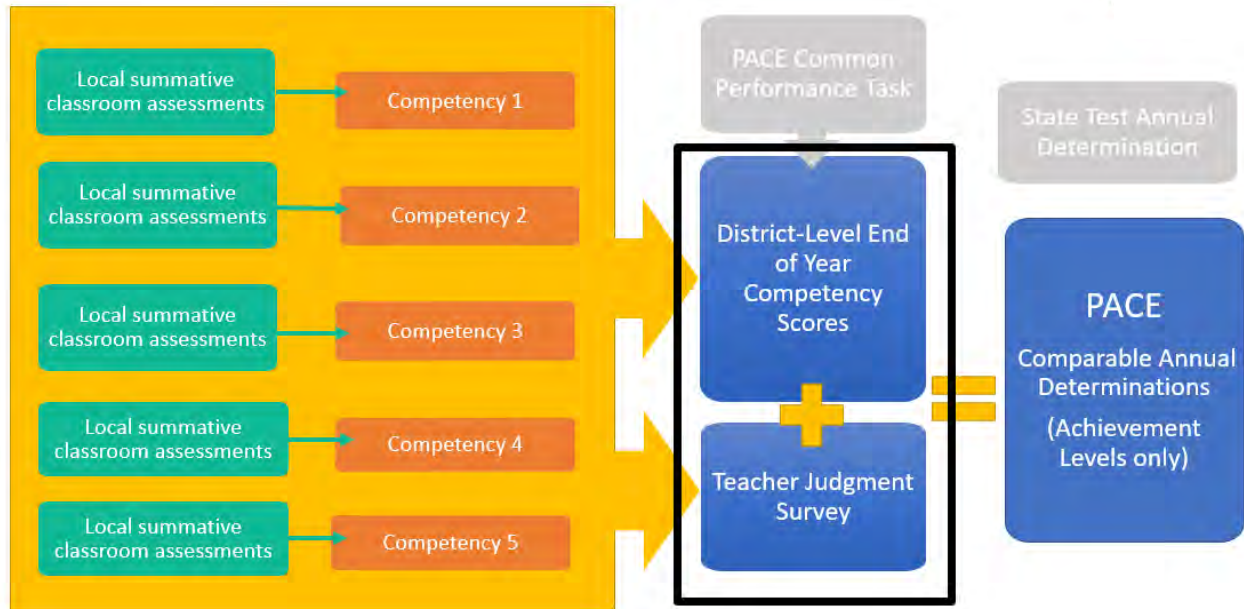 Local summative
classroom assessments
Competency 1
Local summative
classroom assessments
Competency 2
Local summative
classroom assessments
Competency 3
Local summative
classroom assessments
Competency 4
Local summative
classroom assessments
Competency 5
PACE Common
Performance Task
District-Level End
of Year
Competency
Scores
Teacher Judgment
Survey
State Test Annual
Determination
PACE
Comparable Annual
Determinations
(Achievement
Levels only)